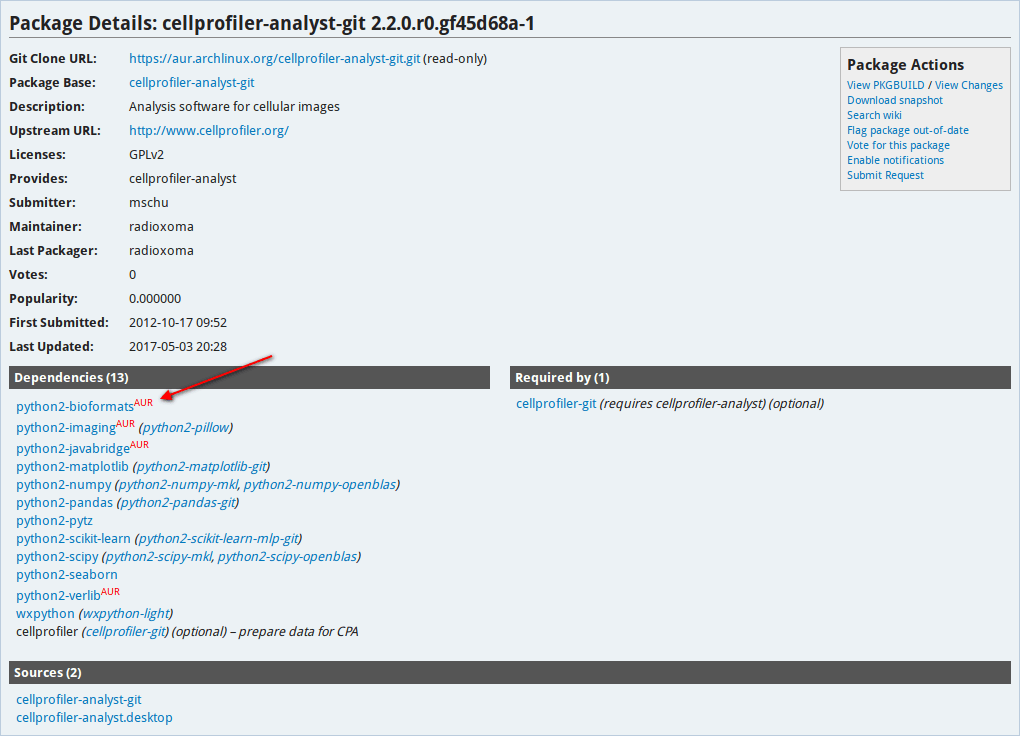 Package Details: cellprofiler-analyst-git 2.2.0.r0.gf45d68a-1
Git Clone URL: https://aur.archlinux.org/cellprofiler-analyst-git.git (read-only)
Package Base: cellprofiler-analyst-git
Description: Analysis software for cellular images
Upstream URL: http://www.cellprofiler.org/
Licenses: GPLv2
Provides: cellprofiler-analyst
Submitter: mschu
Maintainer: radioxoma
Last Packager: radioxoma
Votes: 0
Popularity: 0.000000
First Submitted: 2012-10-17 09:52
Last Updated: 2017-05-03 20:28
Package Actions
View PKGBUILD / View Changes
Download snapshot
Search wiki
Flag package out-of-date
Vote for this package
Enable notifications
Submit Request
Dependencies (13)
python2-bioformatsAUR
python2-imagingAUR (python2-pillow)
python2-javabridgeAUR
python2-matplotlib (python2-matplotlib-git)
python2-numpy (python2-numpy-mkl, python2-numpy-openblas)
python2-pandas (python2-pandas-git)
python2-pytz
python2-scikit-learn (python2-scikit-learn-mlp-git)
python2-scipy (python2-scipy-mkl, python2-scipy-openblas)
python2-seaborn
python2-verlibAUR
wxpython (wxpython-light)
cellprofiler (cellprofiler-git) (optional) – prepare data for CPA
Required by (1)
cellprofiler-git (requires cellprofiler-analyst) (optional)
Sources (2)
cellprofiler-analyst-git
cellprofiler-analyst.desktop